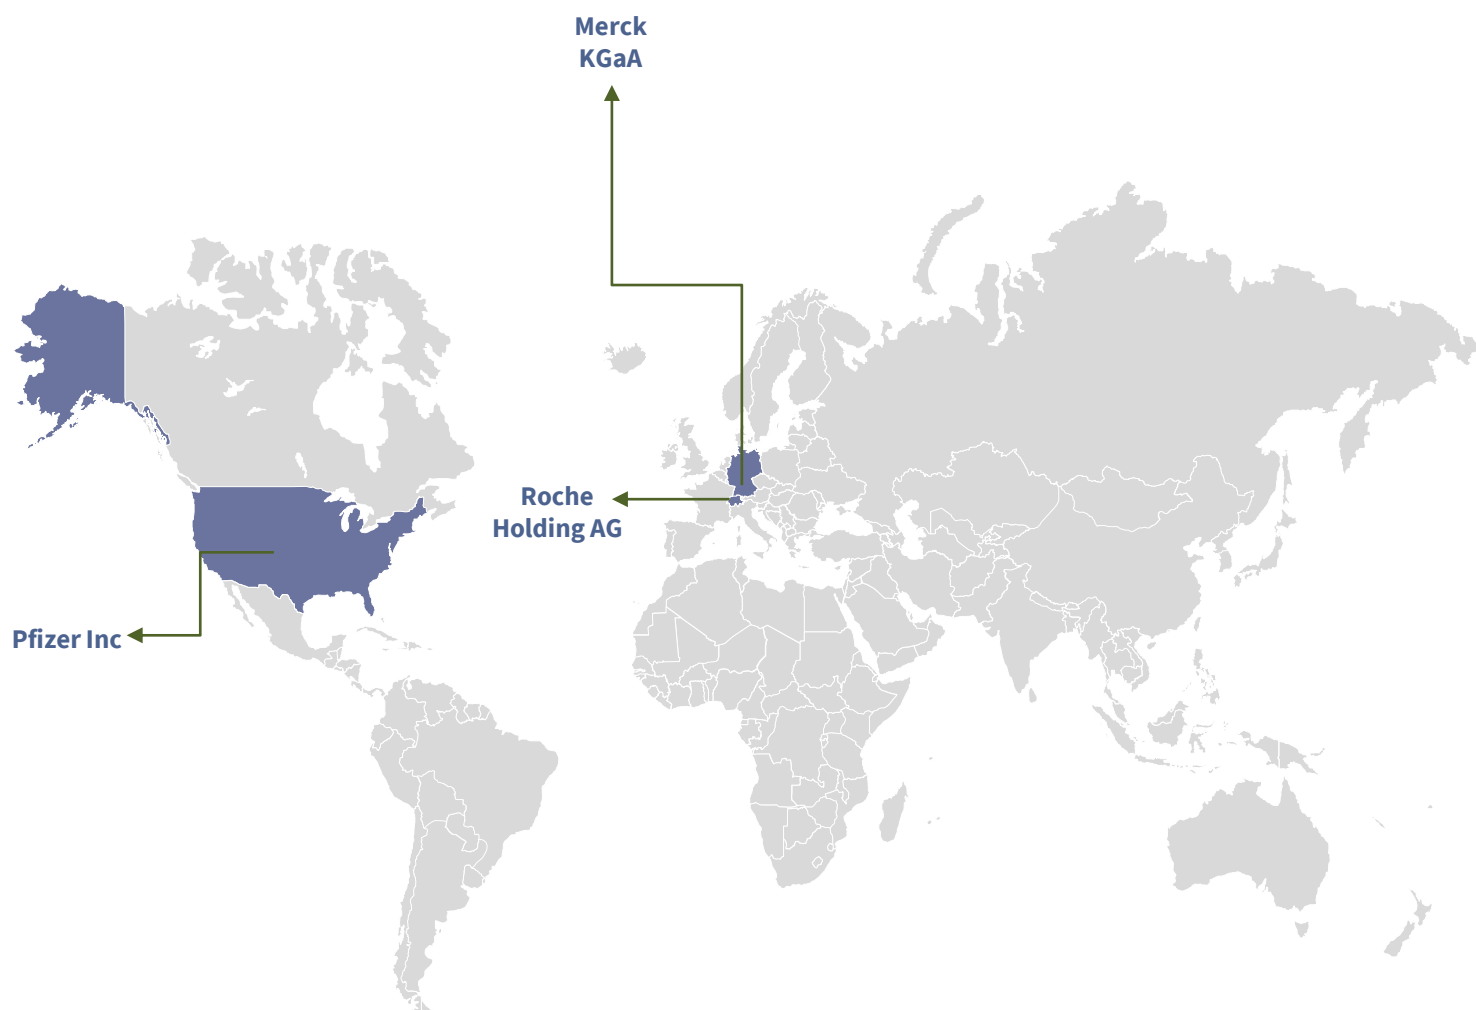 Merck
KGaA
Roche
Holding AG
Pfizer Inc